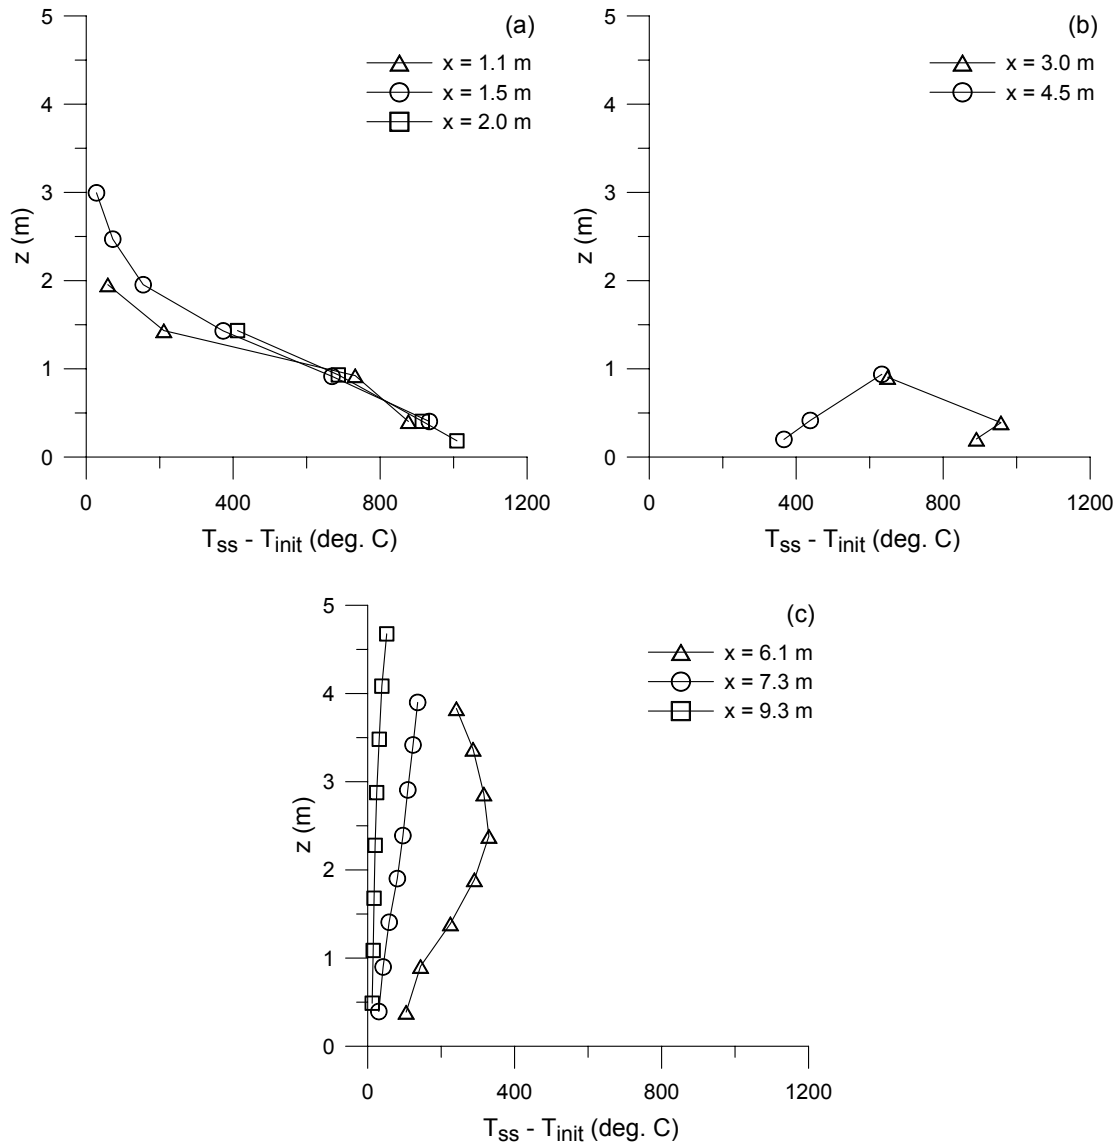 (a)
x = 1.1 m
x = 1.5 m
x = 2.0 m
5
4
3
2
1
0
z (m)
0 400 800 1200
Tss - Tinit (deg. C)
(b)
x = 3.0 m
x = 4.5 m
5
4
3
2
1
0
z (m)
0 400 800 1200
Tss - Tinit (deg. C)
(c)
x = 6.1 m
x = 7.3 m
x = 9.3 m
5
4
3
2
1
0
z (m)
0 400 800 1200
Tss - Tinit (deg. C)